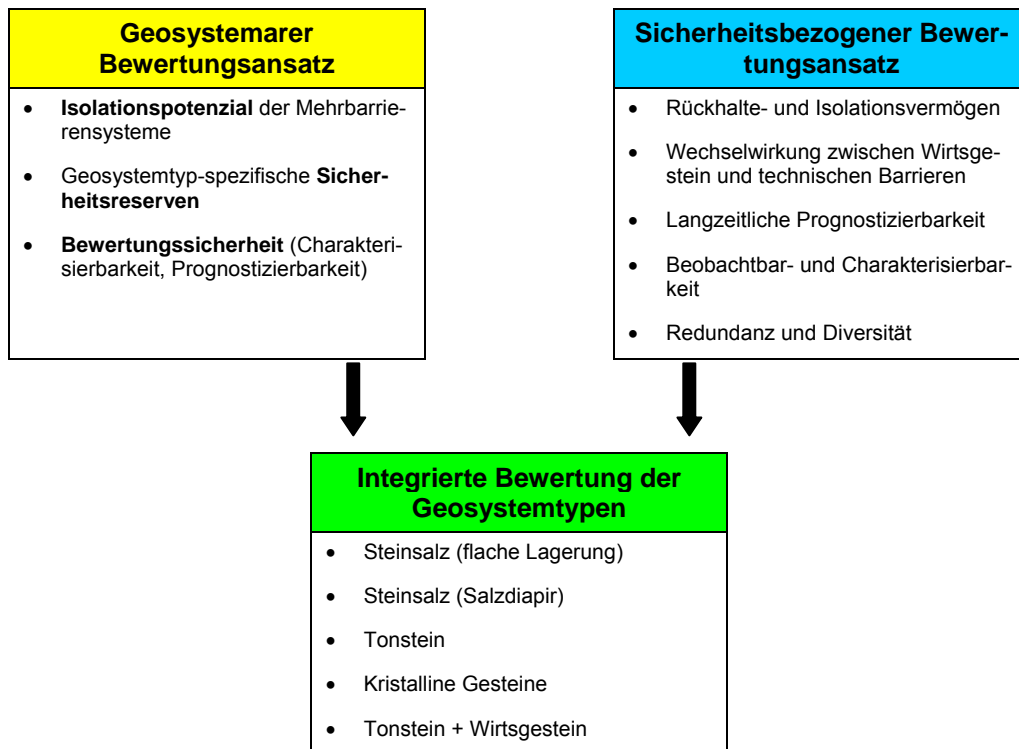 Geosystemarer
Bewertungsansatz
• Isolationspotenzial der Mehrbarrie-
rensysteme
• Geosystemtyp-spezifische Sicher-
heitsreserven
• Bewertungssicherheit (Charakteri-
sierbarkeit, Prognostizierbarkeit)
Sicherheitsbezogener Bewer-
tungsansatz
• Rückhalte- und Isolationsvermögen
• Wechselwirkung zwischen Wirtsge-
stein und technischen Barrieren
• Langzeitliche Prognostizierbarkeit
• Beobachtbar- und Charakterisierbar-
keit
• Redundanz und Diversität
Integrierte Bewertung der
Geosystemtypen
• Steinsalz (flache Lagerung)
• Steinsalz (Salzdiapir)
• Tonstein
• Kristalline Gesteine
• Tonstein + Wirtsgestein